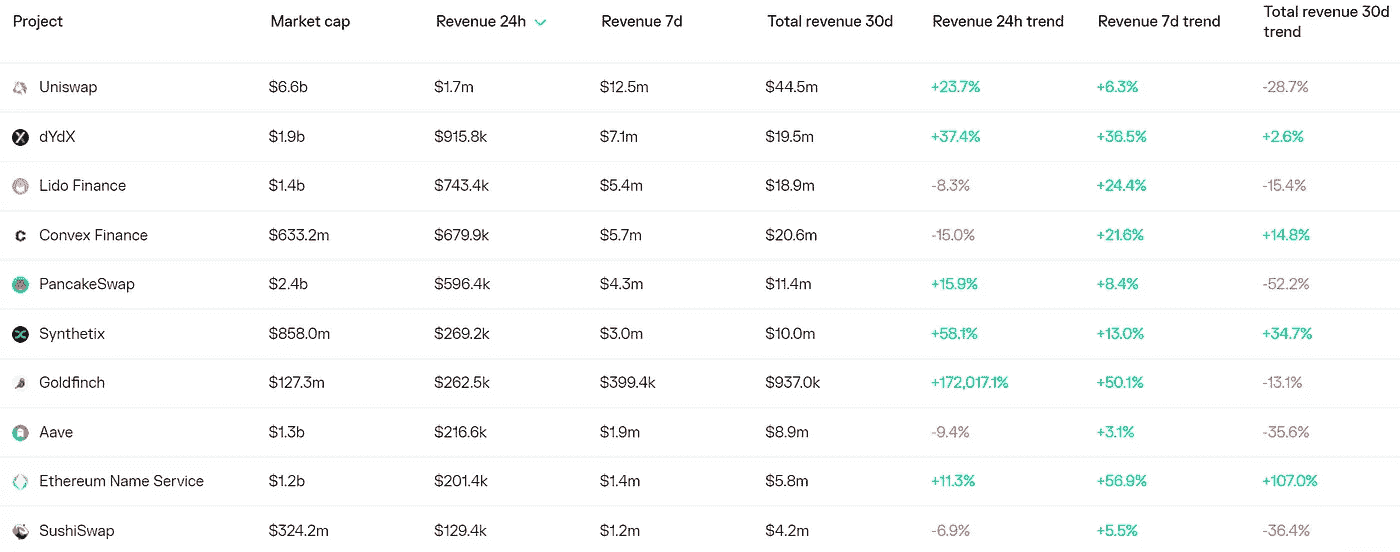 Project Market cap Revenue 24h Revenue 7d Total revenue 30d Revenue 24h trend Revenue 7d trend Total revenue 30d
trend
Uniswap $6.6b $1.7m $12.5m $44.5m +23.7% +6.3% -28.7%
dYdX $1.9b $915.8k $7.1m $19.5m +37.4% +36.5% +2.6%
Lido Finance $1.4b $743.4k $5.4m $18.9m -8.3% +24.4% -15.4%
Convex Finance $633.2m $679.9k $5.7m $20.6m -15.0% +21.6% +14.8%
PancakeSwap $2.4b $596.4k $4.3m $11.4m +15.9% +8.4% -52.2%
Synthetix $858.0m $269.2k $3.0m $10.0m +58.1% +13.0% +34.7%
Goldfinch $127.3m $262.5k $399.4k $937.0k +172,017.1% +50.1% -13.1%
Aave $1.3b $216.6k $1.9m $8.9m -9.4% +3.1% -35.6%
Ethereum Name Service $1.2b $201.4k $1.4m $5.8m +11.3% +56.9% +107.0%
SushiSwap $324.2m $129.4k $1.2m $4.2m -6.9% +5.5% -36.4%